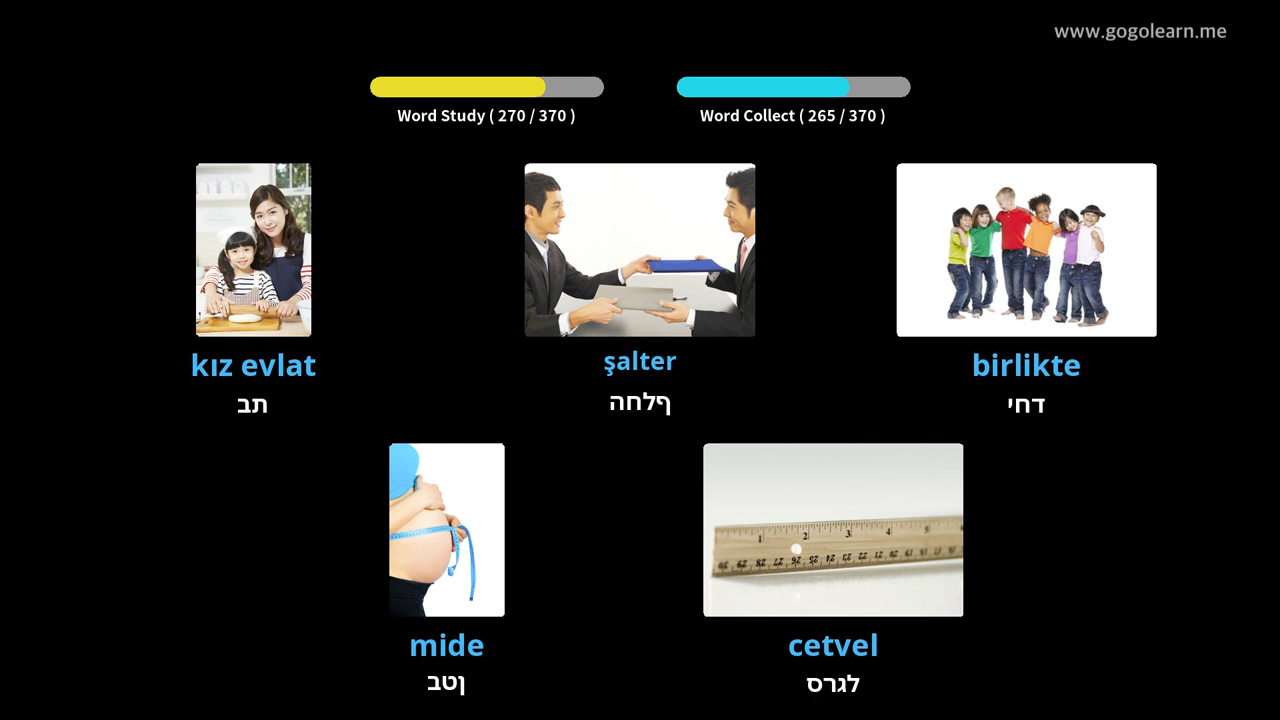 www.gogolearn.me
Word Study ( 270 / 370 )
Word Collect ( 265 / 370 )
kız evlat
תב
şalter
ףלחה
birlikte
דחי
mide
ןטב
cetvel
לגרס